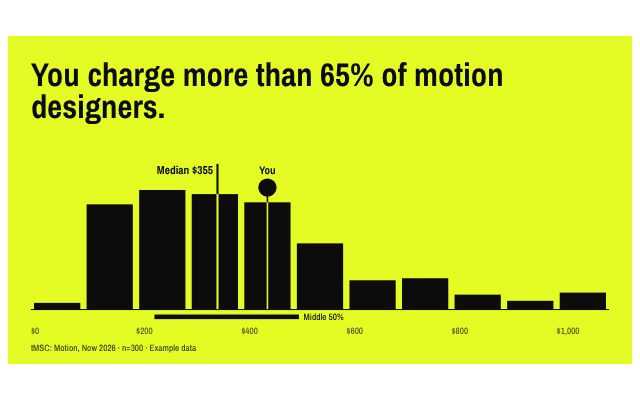 You charge more than 65% of motion
designers.
Median $355
You
Middle 50%
$0 $200 $400 $600 $800 $1,000
tMSC: Motion, Now 2026 · n=300 · Example data